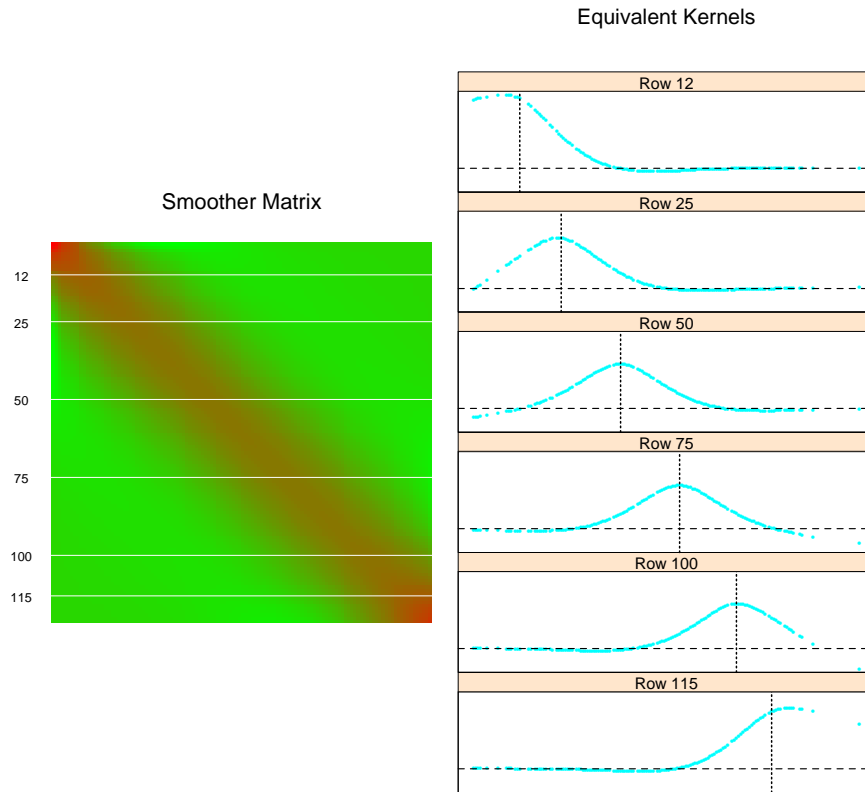 Equivalent Kernels
Smoother Matrix
12
25
50
75
100
115
Row 12
Row 25
Row 50
Row 75
Row 100
Row 115